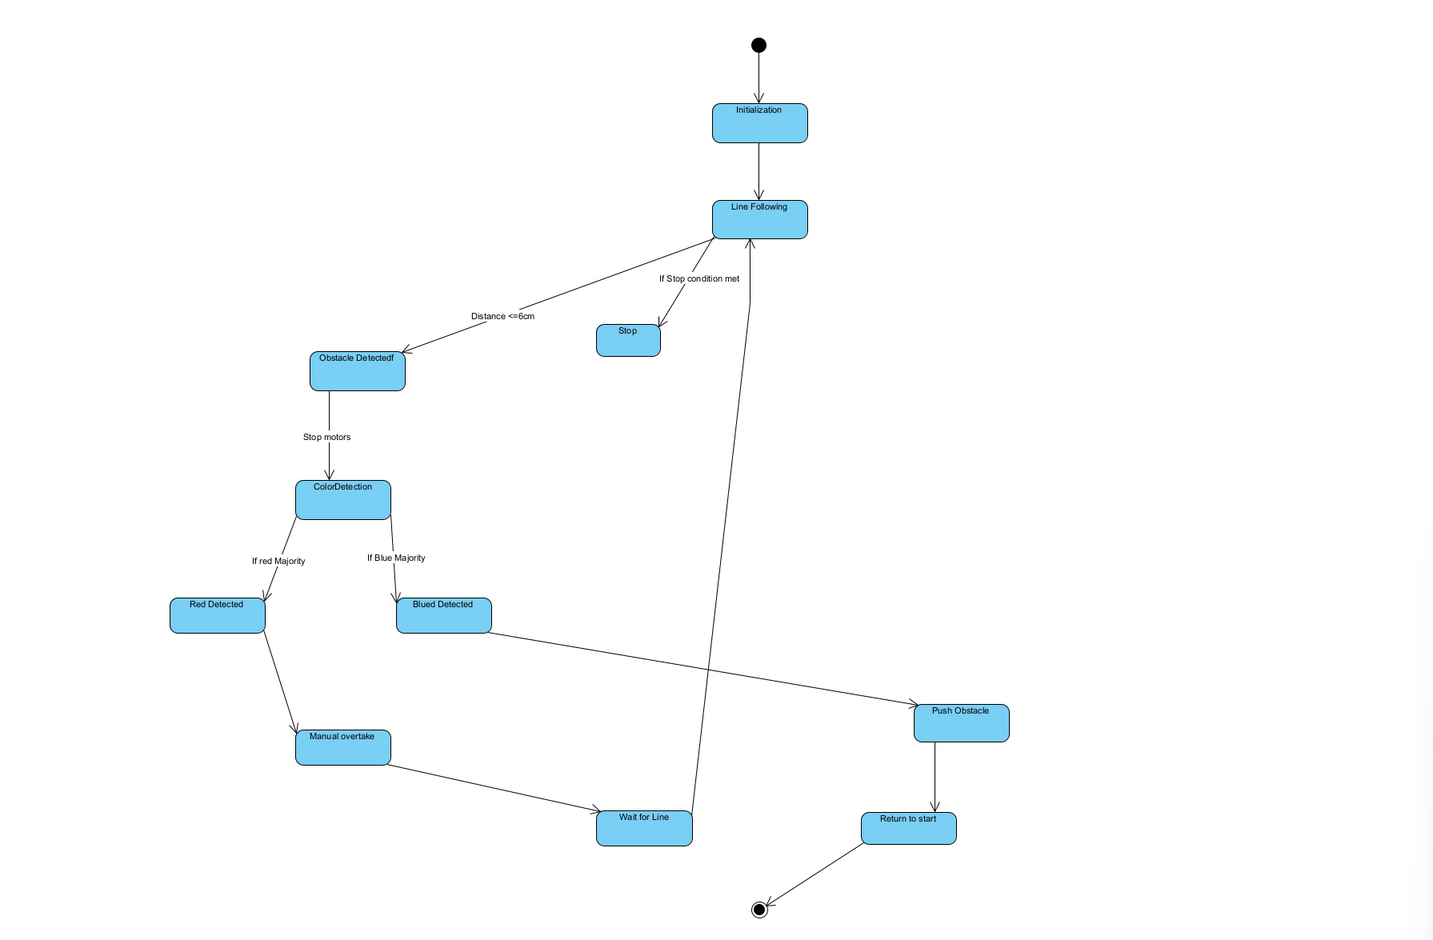 Initialization
Line Following
If Stop condition met
Distance <=6cm
Stop
Obstacle Detectedf
Stop motors
ColorDetection
If red Majority
If Blue Majority
Red Detected
Blued Detected
Push Obstacle
Manual overtake
Wait for Line
Return to start